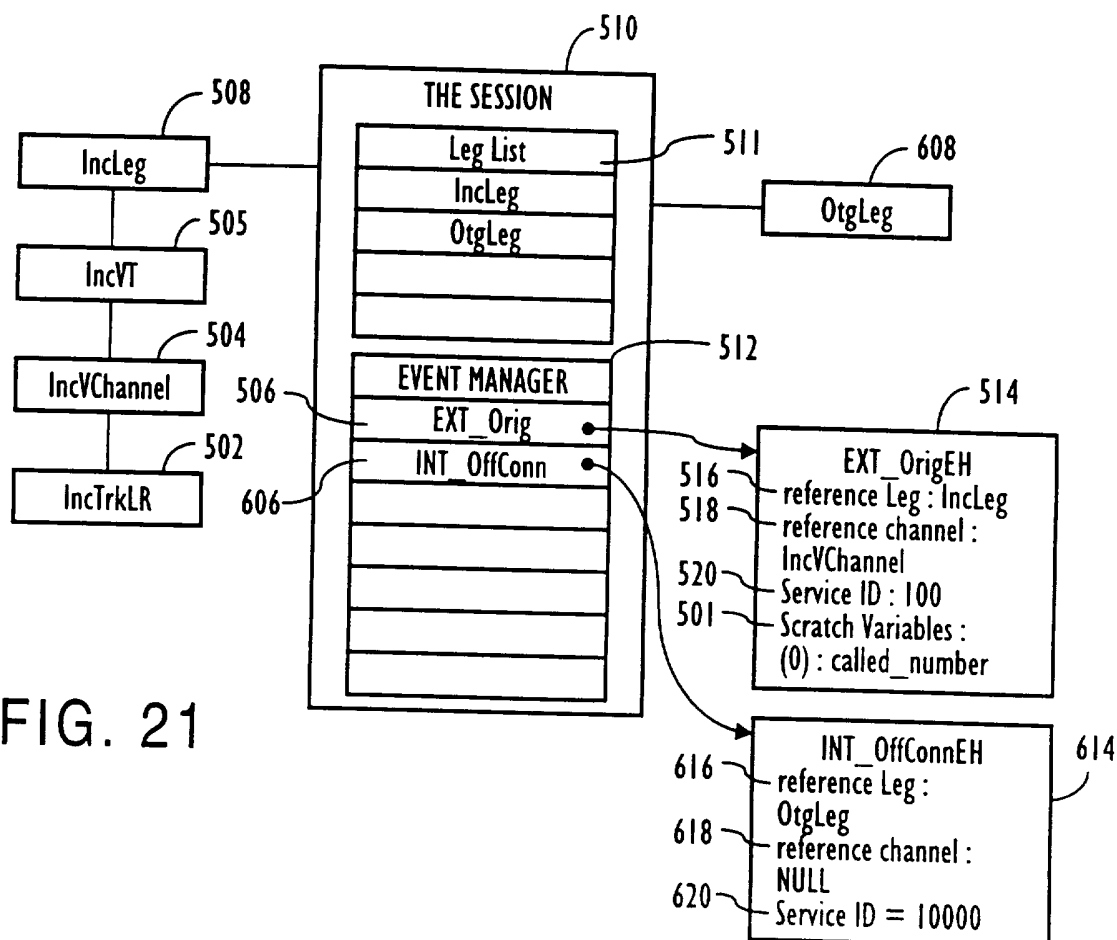 510
THE SESSION
508
IncLeg
Leg List
511
608
IncLeg
OtgLeg
OtgLeg
505
IncVT
504
512
IncVChannel
EVENT MANAGER
506
EXT_Orig
514
502
INT_OffConn
606
IncTrkLR
EXT_OrigEH
516
reference Leg : IncLeg
518
reference channel :
IncVChannel
520
Service ID : 100
501
Scratch Variables :
(0) : called_number
FIG. 21
INT_OffConnEH
614
616
reference Leg :
OtgLeg
618
reference channel :
NULL
620
Service ID = 10000